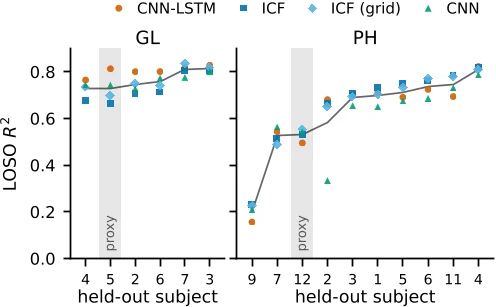 CNN-LSTM ICF ICF (grid) CNN
GL PH
LOSO R²
0.8
0.6
0.4
0.2
0.0
proxy proxy
4 5 2 6 7 3 9 7 12 2 3 1 5 6 11 4
held-out subject held-out subject